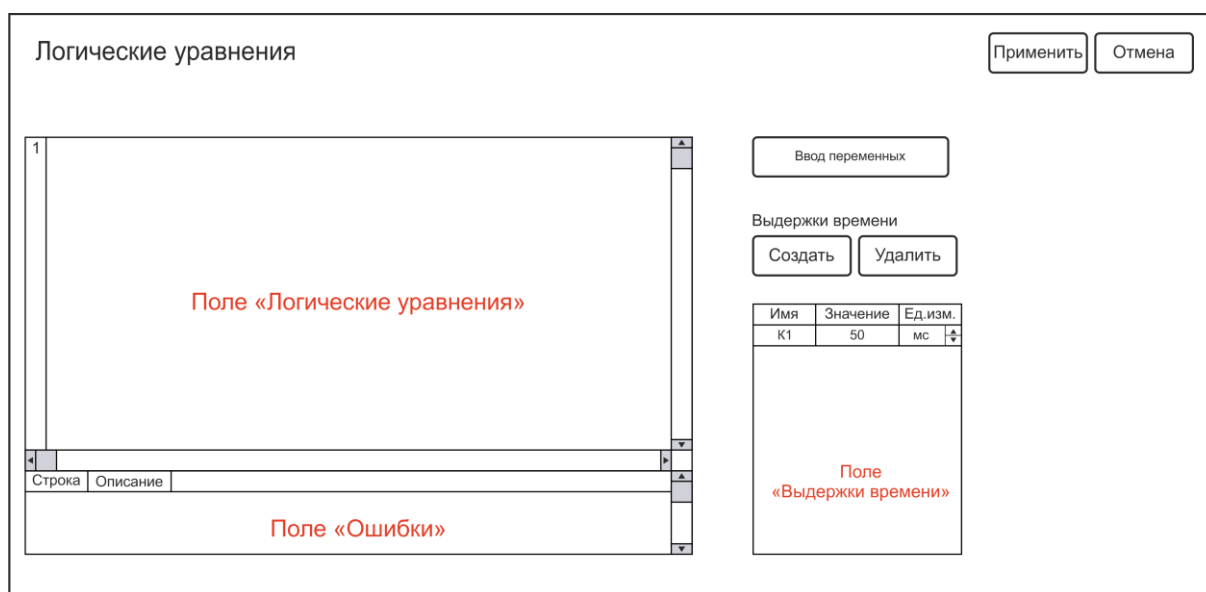 Логические уравнения
Применить
Отмена
1
Ввод переменных
Выдержки времени
Создать
Удалить
Поле «Логические уравнения»
Имя Значение Ед.изм.
К1 50 мс
Поле
«Выдержки времени»
Строка Описание
Поле «Ошибки»